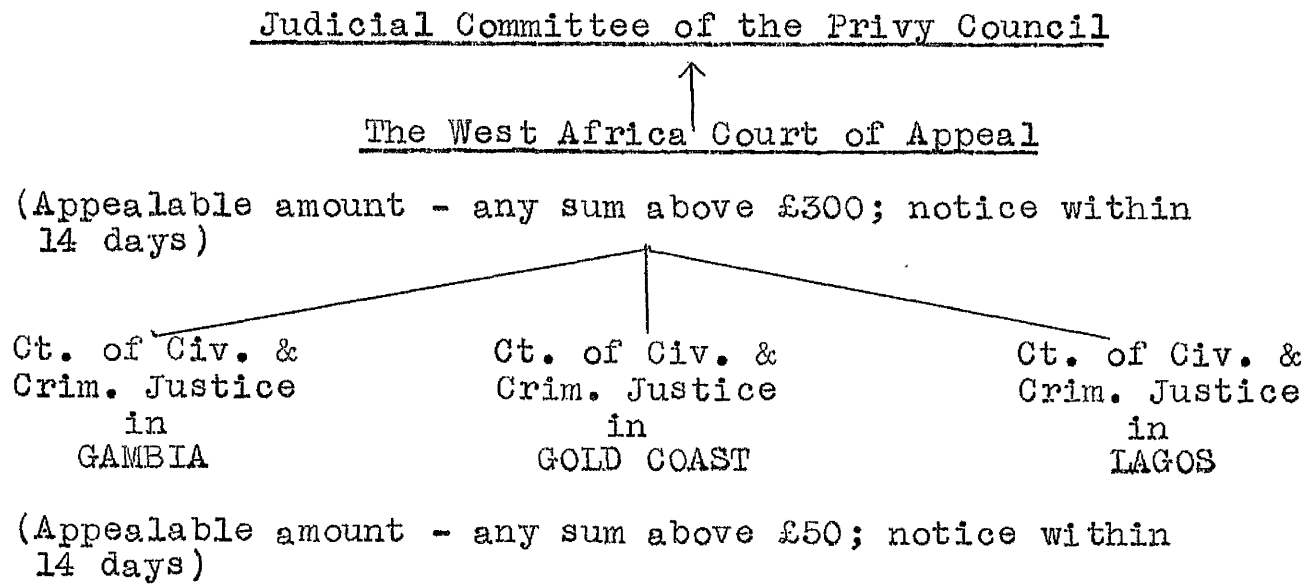 Judicial Committee of the Privy Council
The West Africa Court of Appeal
(Appealable amount - any sum above £300; notice within
14 days)
Ct. of Civ. &
Crim. Justice
in
GAMBIA
Ct. of Civ. &
Crim. Justice
in
GOLD COAST
Ct. of Civ. &
Crim. Justice
in
LAGOS
(Appealable amount - any sum above £50; notice within
14 days)